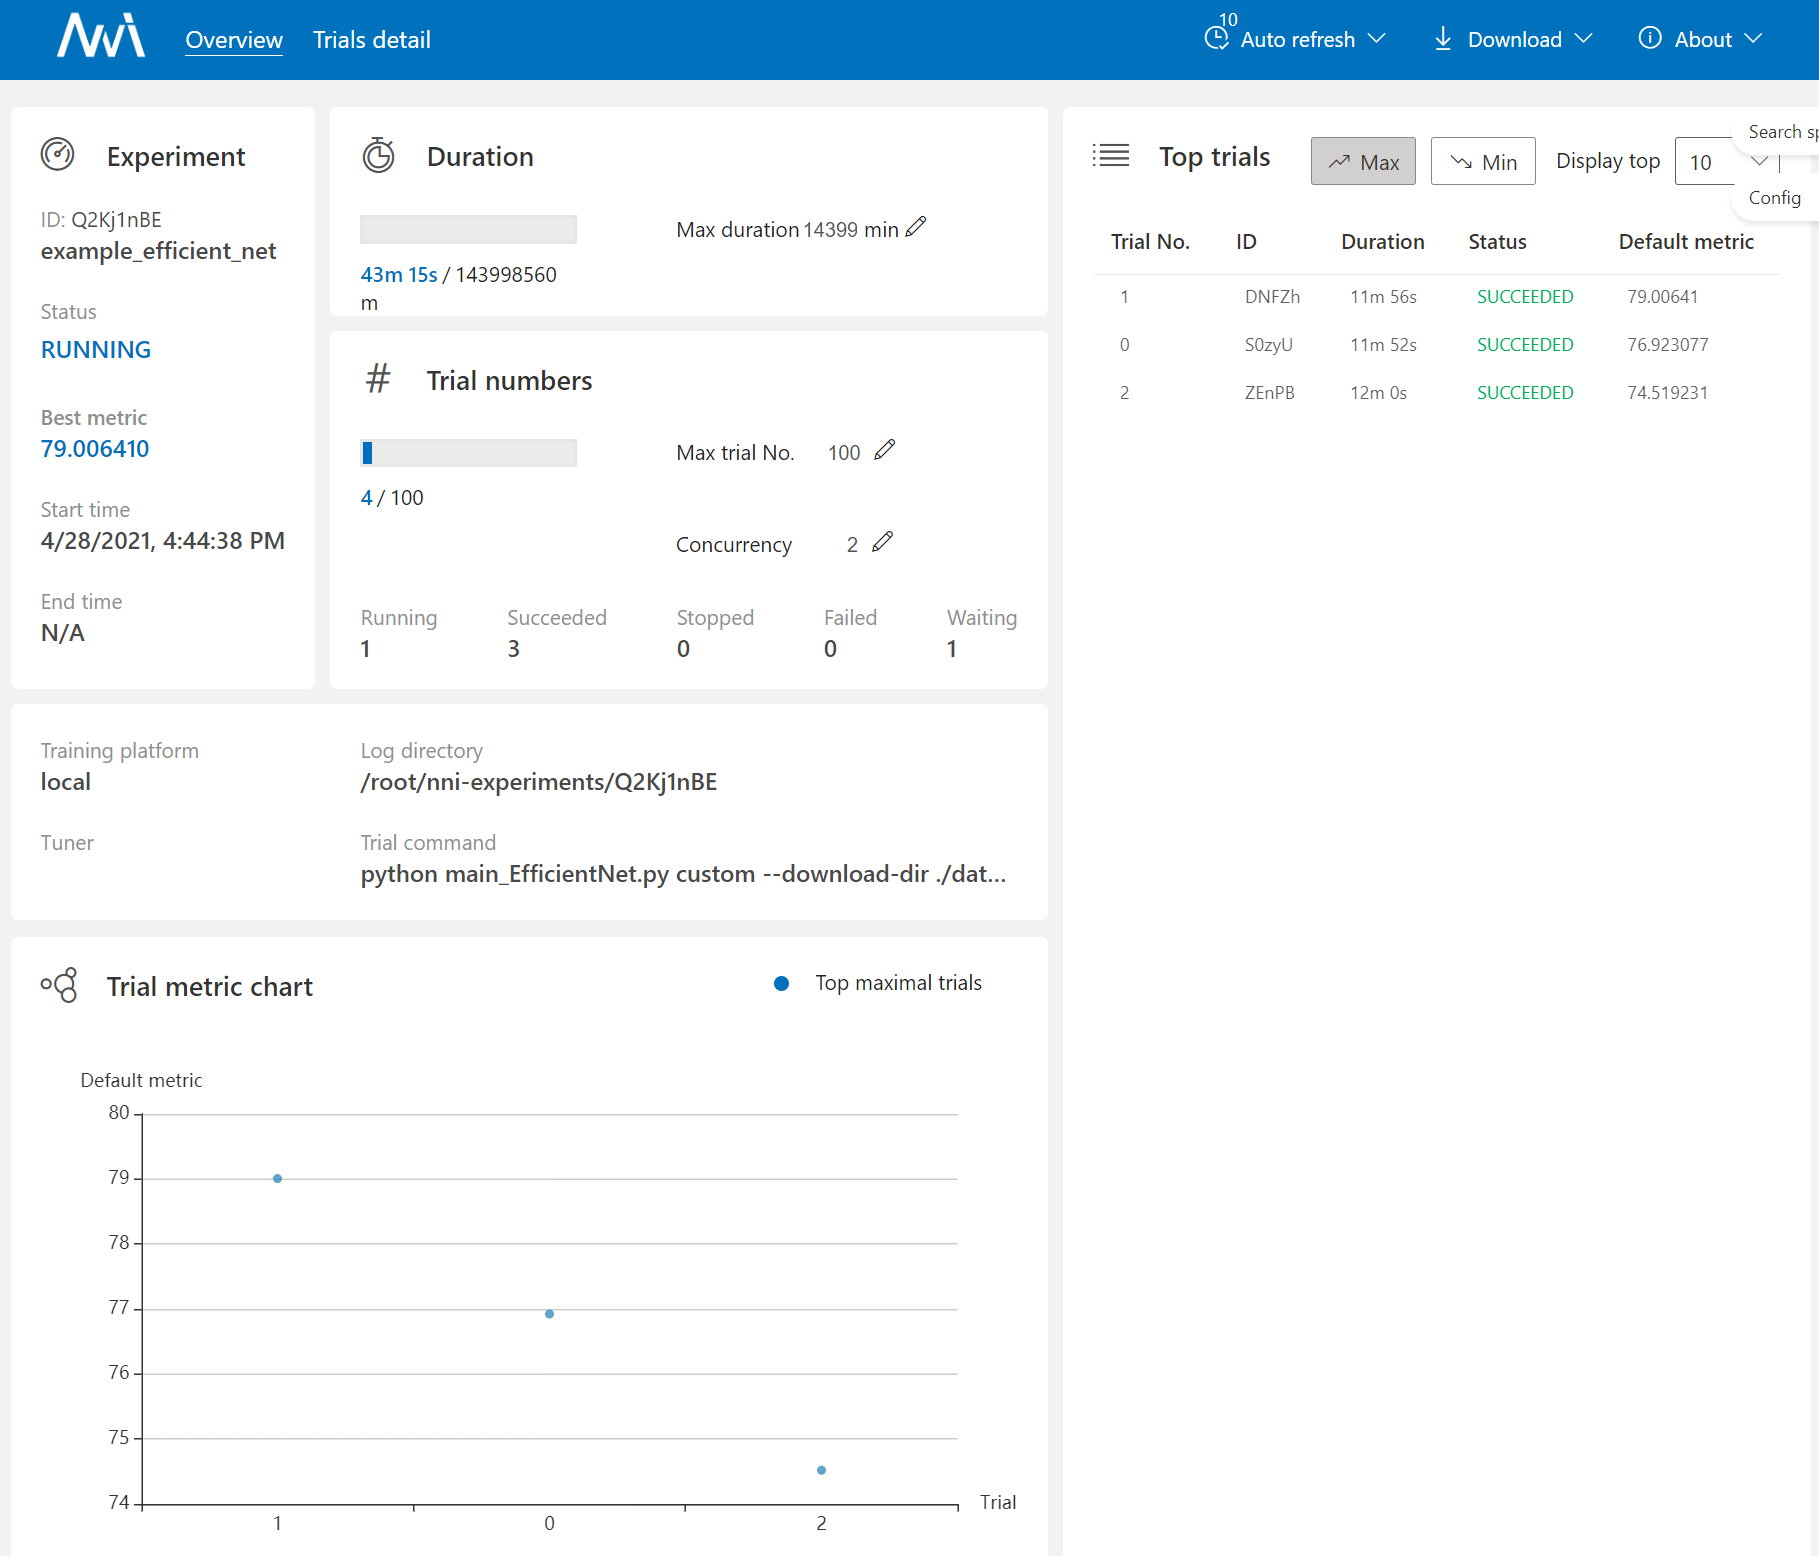 NNI
Overview
Trials detail
10
Auto refresh
Download
About
Experiment
ID: Q2Kj1nBE
example_efficient_net
Status
RUNNING
Best metric
79.006410
Start time
4/28/2021, 4:44:38 PM
End time
N/A
Duration
Max duration 14399 min
43m 15s / 143998560
m
Trial numbers
Max trial No. 100
4 / 100
Concurrency 2
Running Succeeded Stopped Failed Waiting
1 3 0 0 1
Top trials
Max
Min
Display top
10
Search sp
Config
Trial No. ID Duration Status Default metric
1 DNFZh 11m 56s SUCCEEDED 79.00641
0 S0zyU 11m 52s SUCCEEDED 76.923077
2 ZEnPB 12m 0s SUCCEEDED 74.519231
Training platform
local
Log directory
/root/nni-experiments/Q2Kj1nBE
Tuner
Trial command
python main_EfficientNet.py custom --download-dir ./dat...
Trial metric chart
Top maximal trials
Default metric
80
79
78
77
76
75
74
1 0 2
Trial